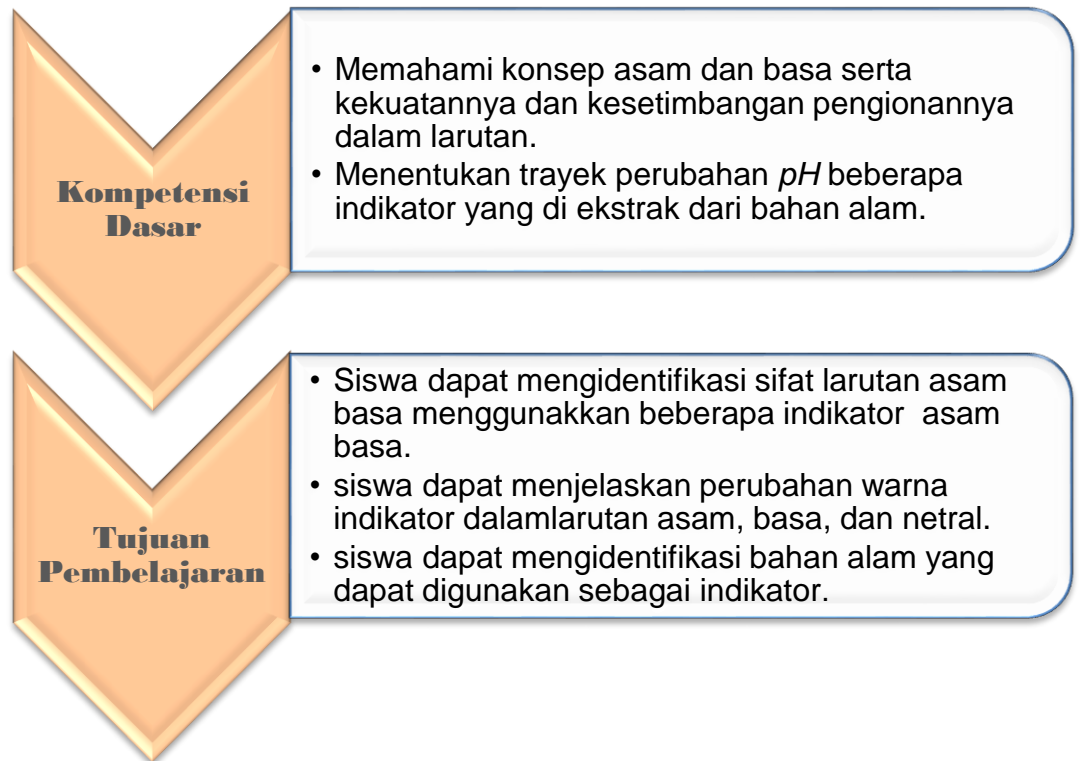 Kompetensi
Dasar
• Memahami konsep asam dan basa serta
kekuatannya dan kesetimbangan pengionannya
dalam larutan.
• Menentukan trayek perubahan pH beberapa
indikator yang di ekstrak dari bahan alam.
Tujuan
Pembelajaran
• Siswa dapat mengidentifikasi sifat larutan asam
basa menggunakkan beberapa indikator asam
basa.
• siswa dapat menjelaskan perubahan warna
indikator dalamlarutan asam, basa, dan netral.
• siswa dapat mengidentifikasi bahan alam yang
dapat digunakan sebagai indikator.